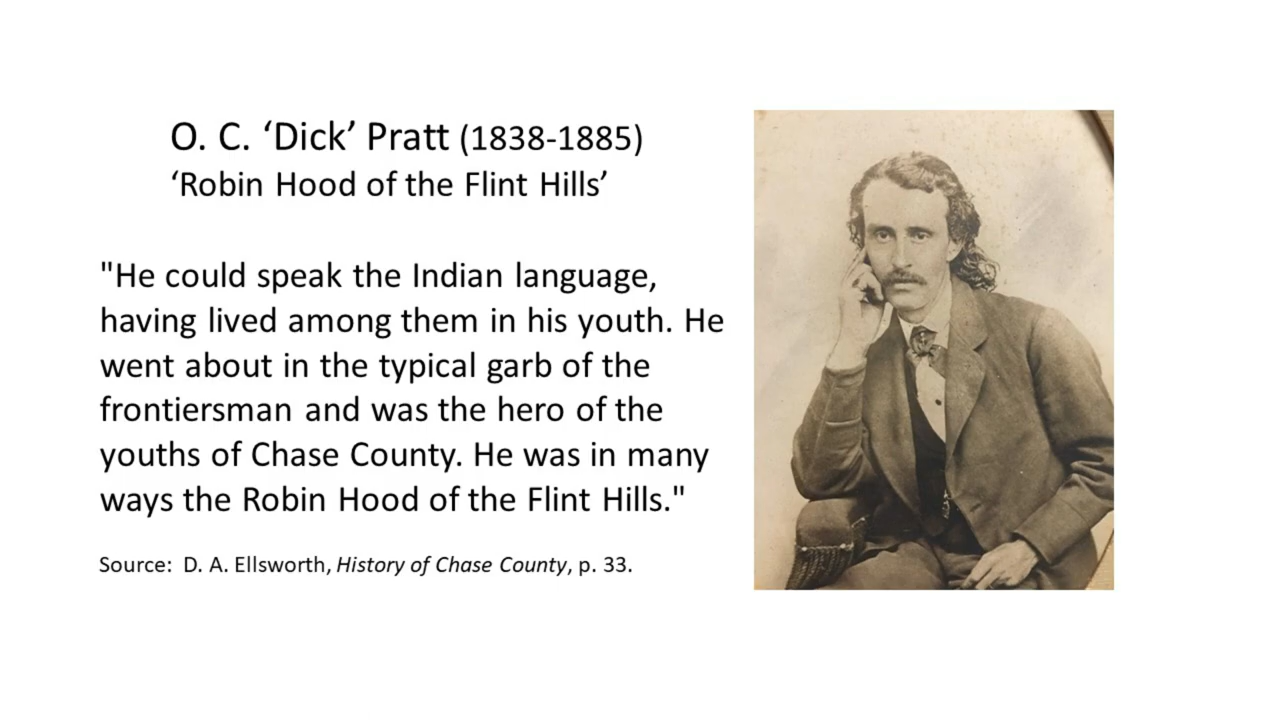 O. C. ‘Dick’ Pratt (1838-1885)
‘Robin Hood of the Flint Hills’
"He could speak the Indian language,
having lived among them in his youth. He
went about in the typical garb of the
frontiersman and was the hero of the
youths of Chase County. He was in many
ways the Robin Hood of the Flint Hills."
Source:  D. A. Ellsworth, History of Chase County, p. 33.